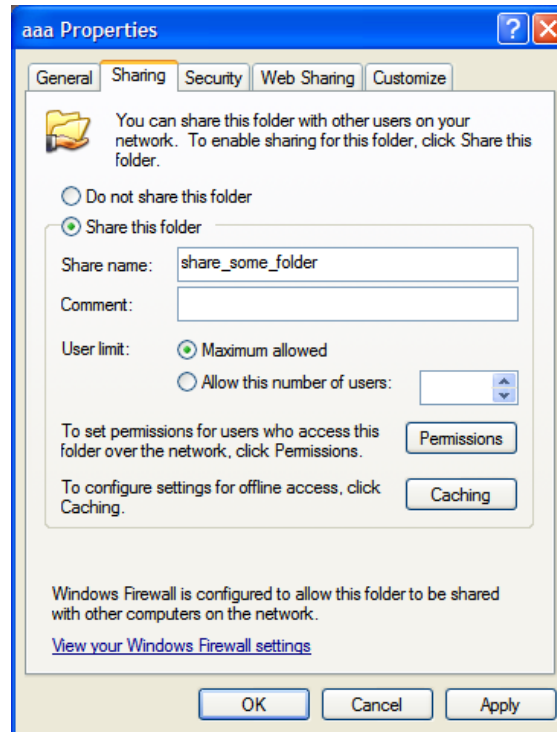 aaa Properties
?
General Sharing Security Web Sharing Customize
You can share this folder with other users on your
network. To enable sharing for this folder, click Share this
folder.
Do not share this folder
Share this folder
Share name: share_some_folder
Comment:
User limit: Maximum allowed
Allow this number of users:
To set permissions for users who access this
folder over the network, click Permissions. Permissions
To configure settings for offline access, click
Caching. Caching
Windows Firewall is configured to allow this folder to be shared
with other computers on the network.
View your Windows Firewall settings
OK Cancel Apply